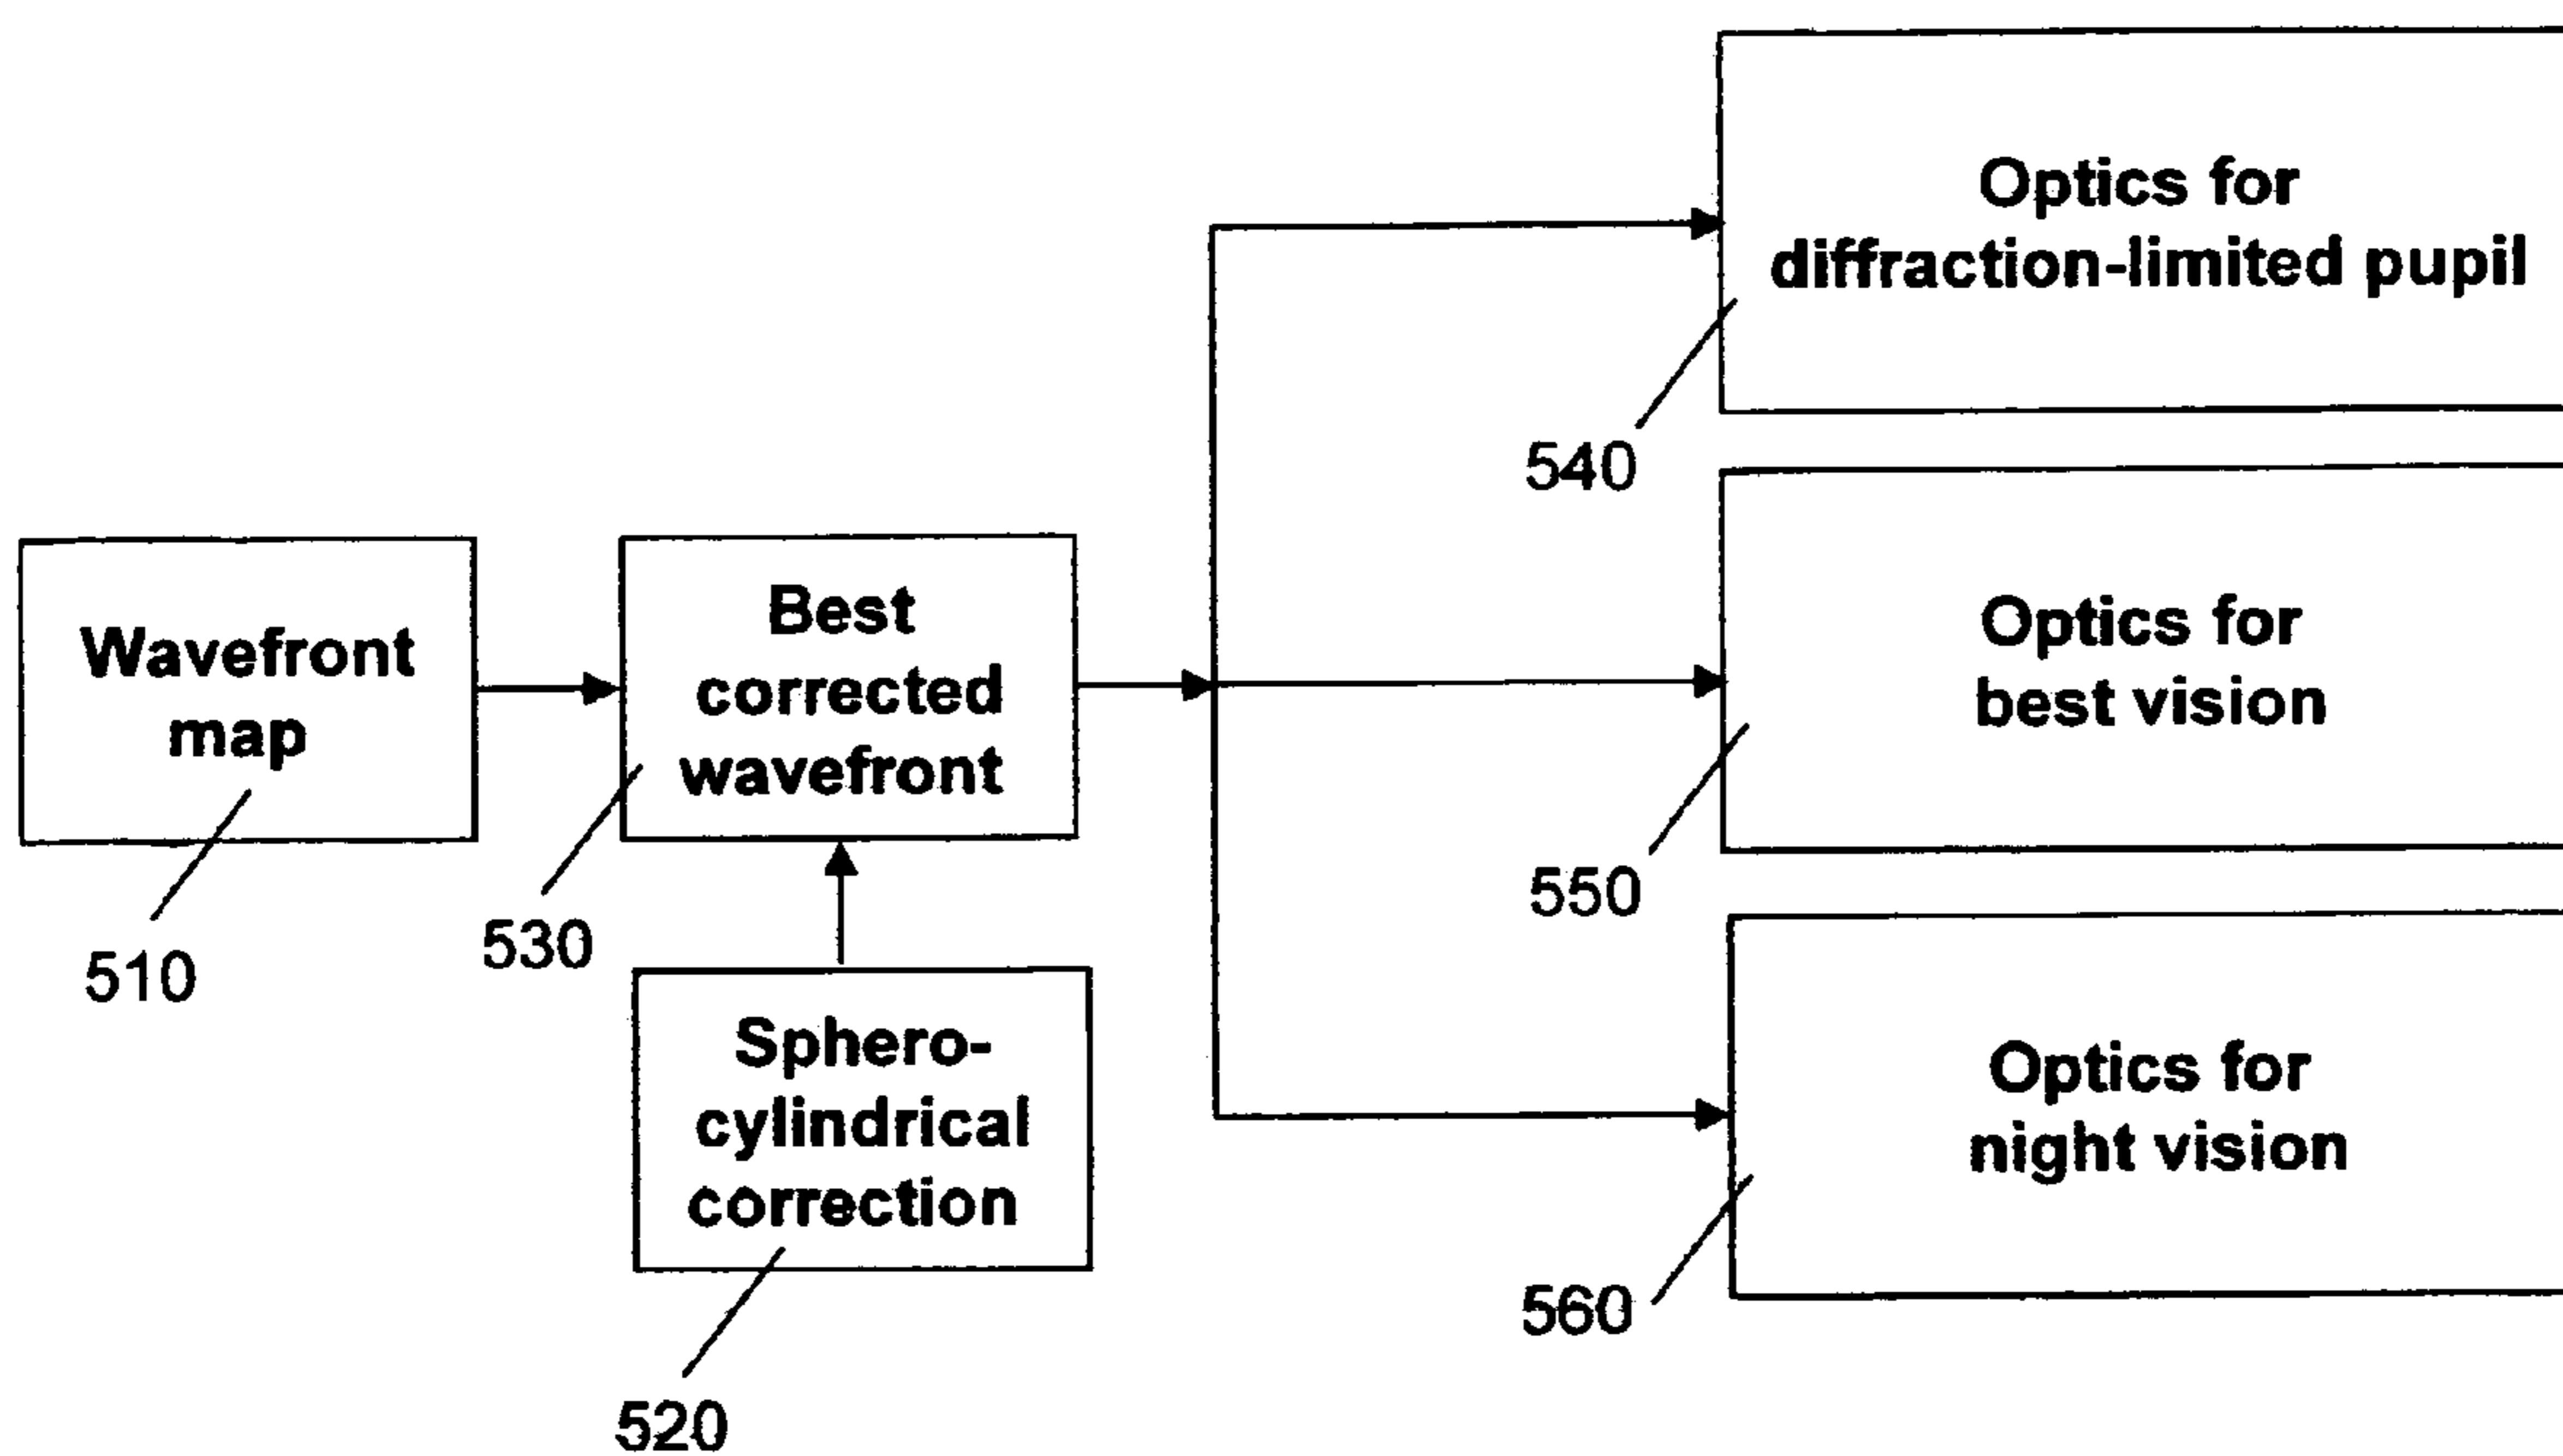 Wavefront
map
510
Best
corrected
wavefront
530
Sphero-
cylindrical
correction
520
Optics for
diffraction-limited pupil
540
Optics for
best vision
550
Optics for
night vision
560